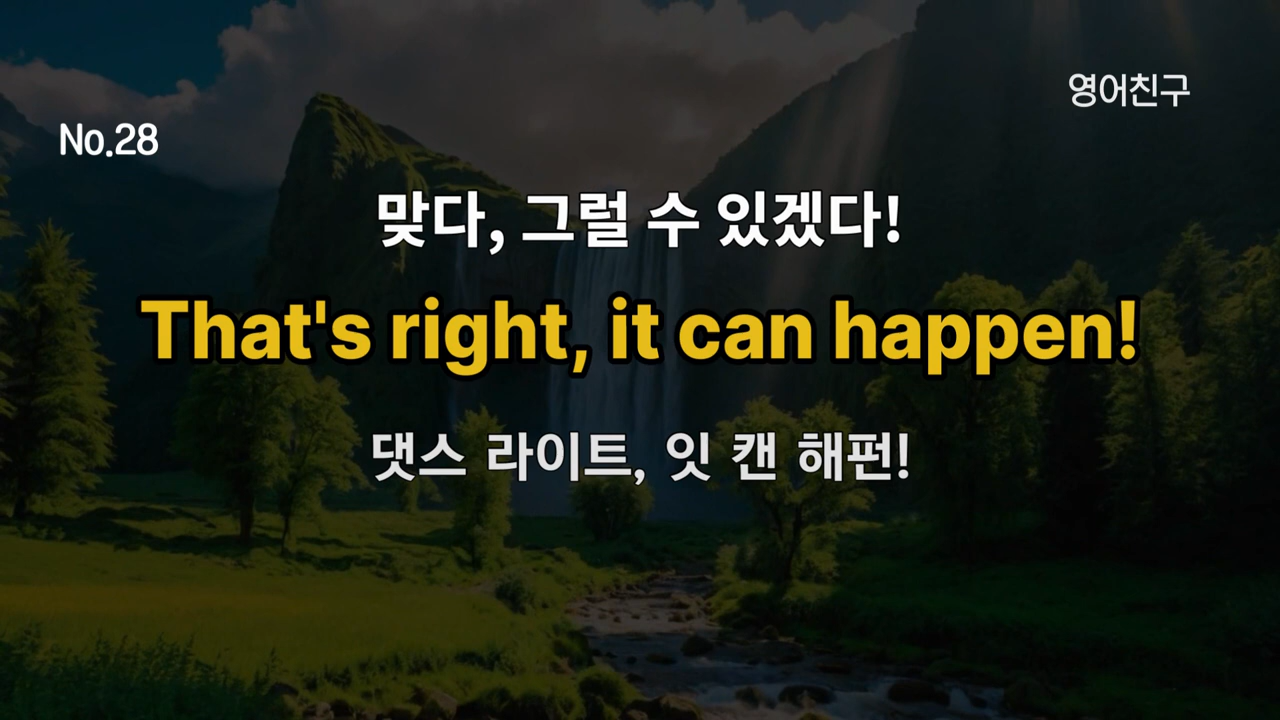 영어친구
No.28
맞다, 그럴 수 있겠다!
That's right, it can happen!
댓스 라이트, 잇 캔 해펀!